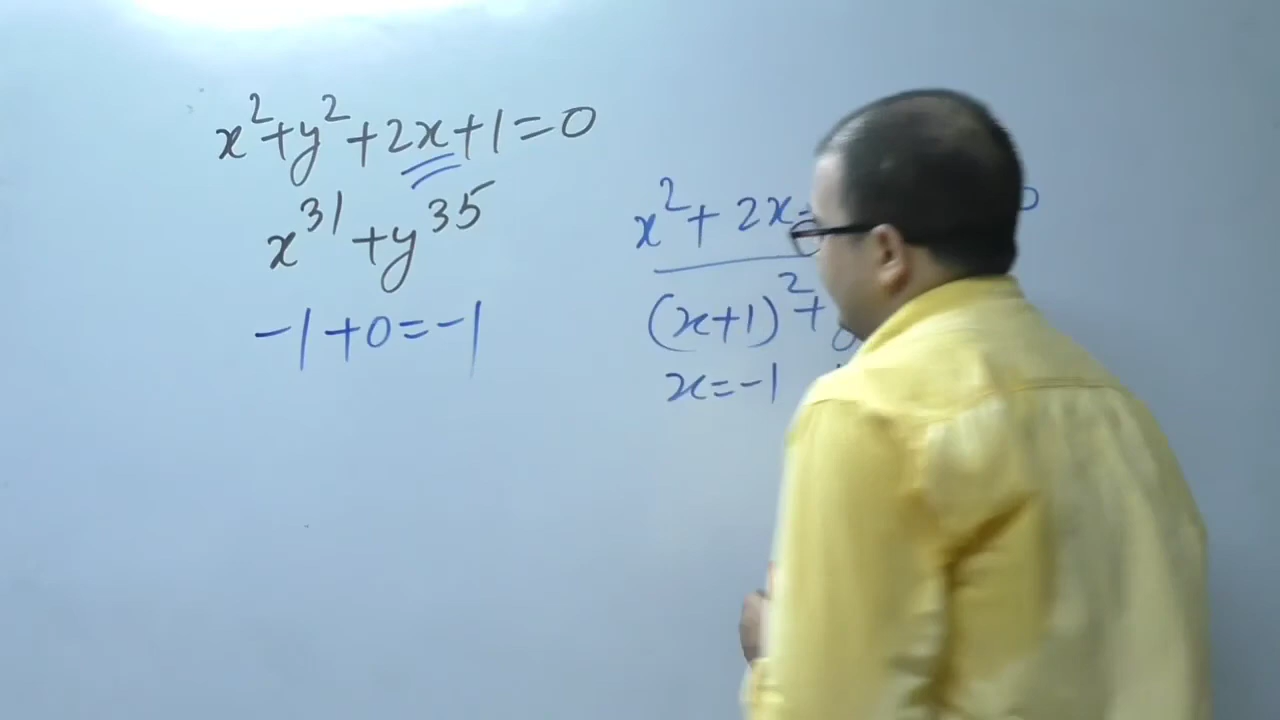 x²+y²+2x+1=0
x³¹+y³⁵
-1+0=-1
x²+2x
(x+1)²+
x=-1